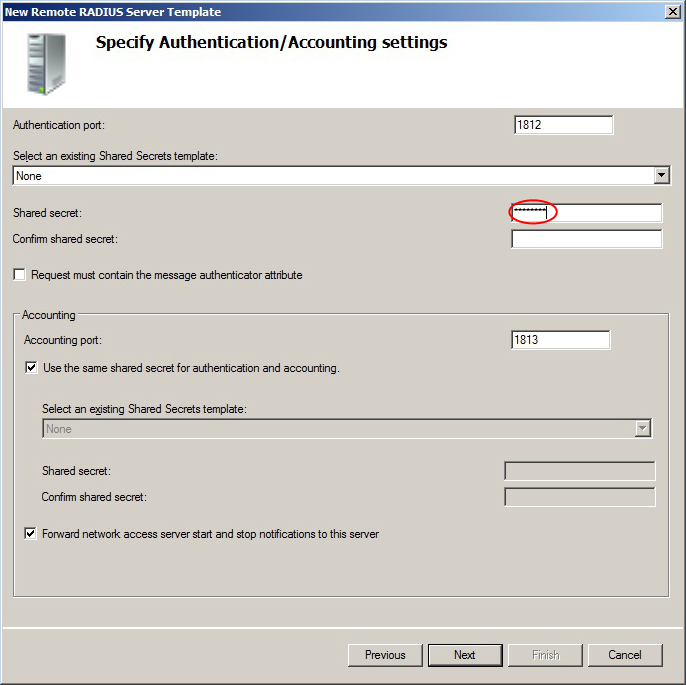 New Remote RADIUS Server Template
Specify Authentication/Accounting settings
Authentication port:
1812
Select an existing Shared Secrets template:
None
Shared secret:
********
Confirm shared secret:
Request must contain the message authenticator attribute
Accounting
Accounting port:
1813
Use the same shared secret for authentication and accounting.
Select an existing Shared Secrets template:
None
Shared secret:
Confirm shared secret:
Forward network access server start and stop notifications to this server
Previous Next Finish Cancel